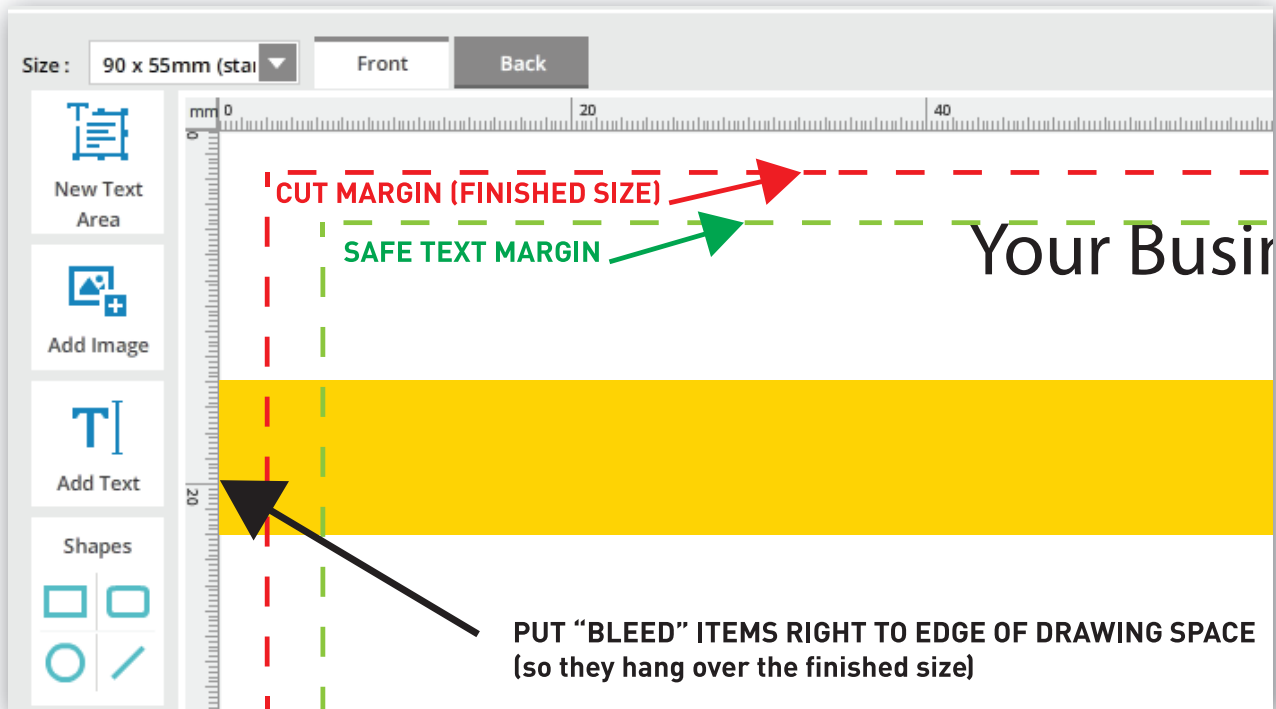 Size :
90 x 55mm (star
Front
Back
mm
0
20
40
0
20
New Text
Area
Add Image
Add Text
Shapes
CUT MARGIN (FINISHED SIZE)
SAFE TEXT MARGIN
Your Busin
PUT “BLEED” ITEMS RIGHT TO EDGE OF DRAWING SPACE
(so they hang over the finished size)